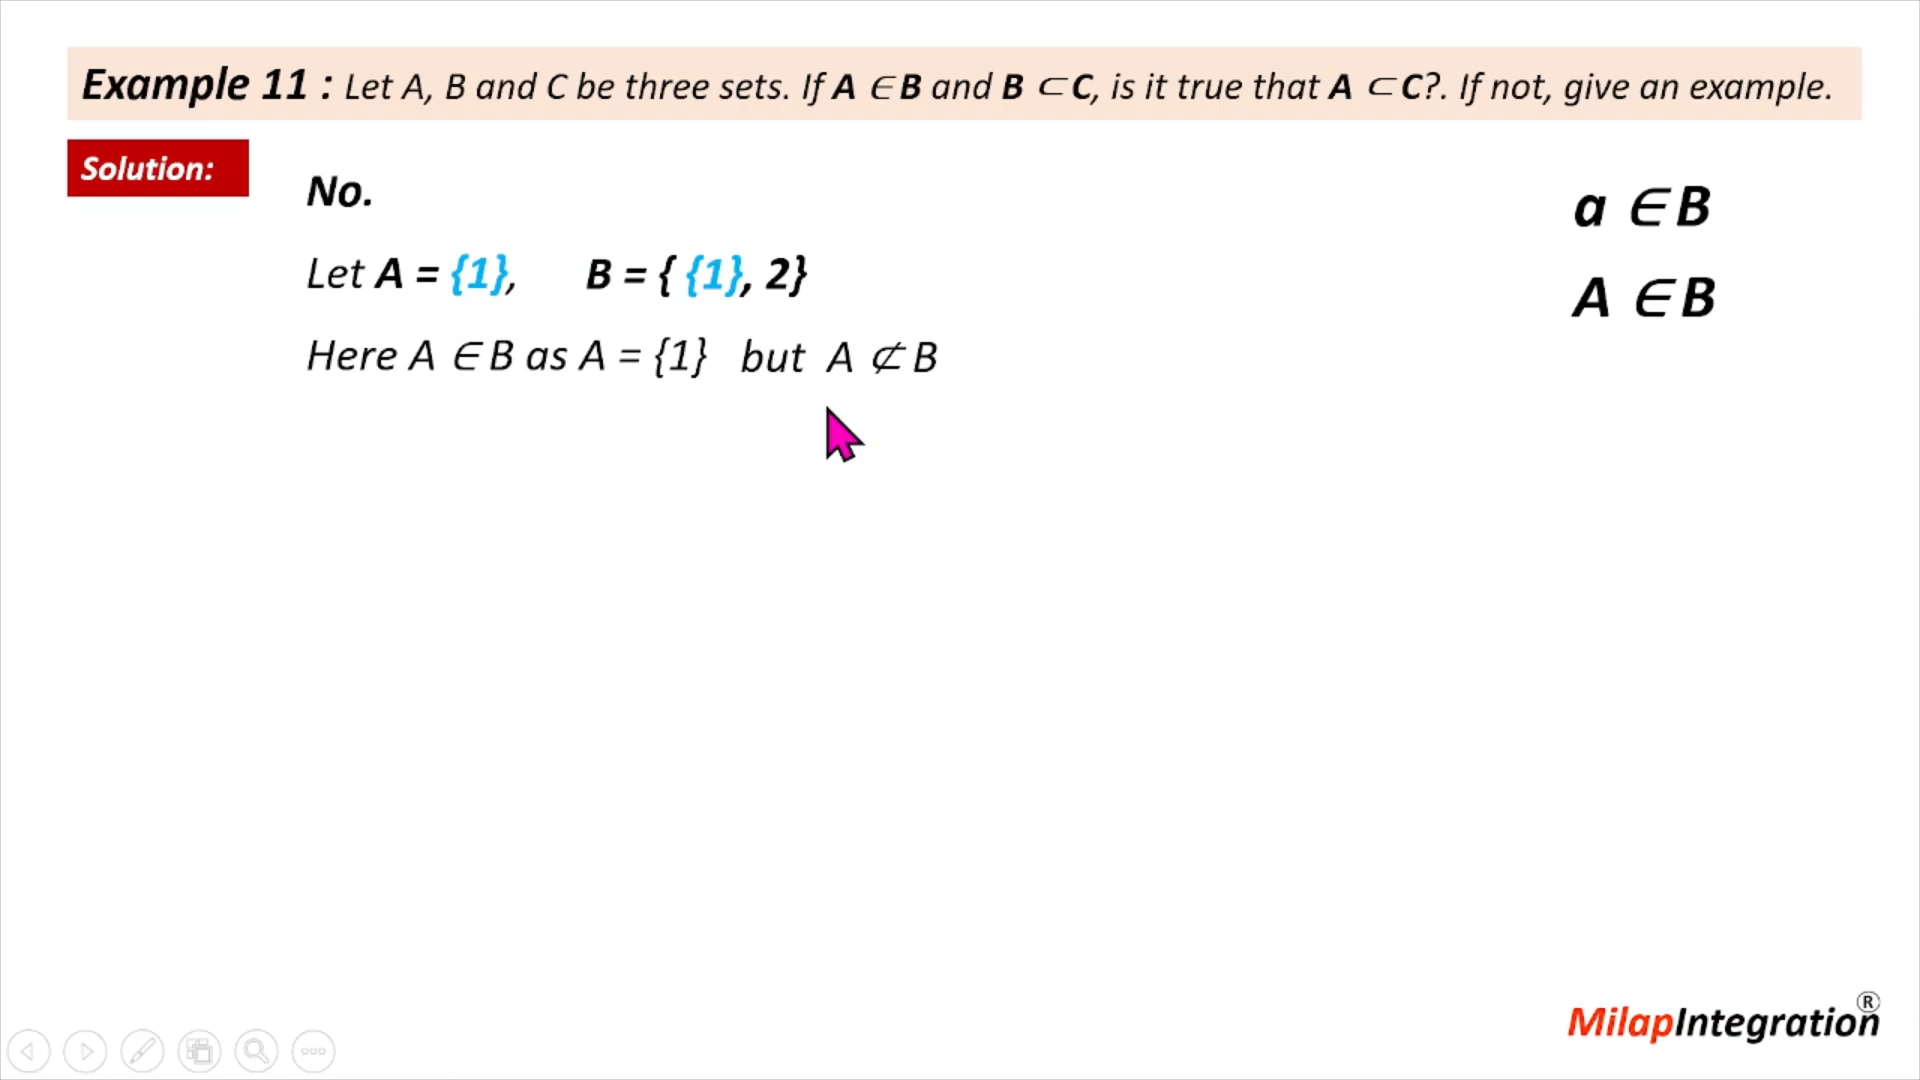 Example 11 : Let A, B and C be three sets. If A ∈ B and B ⊂ C, is it true that A ⊂ C?. If not, give an example.
Solution:
No.
Let A = {1}, B = { {1}, 2}
Here A ∈ B as A = {1} but A ⊄ B
a ∈ B
A ∈ B
MilapIntegration®